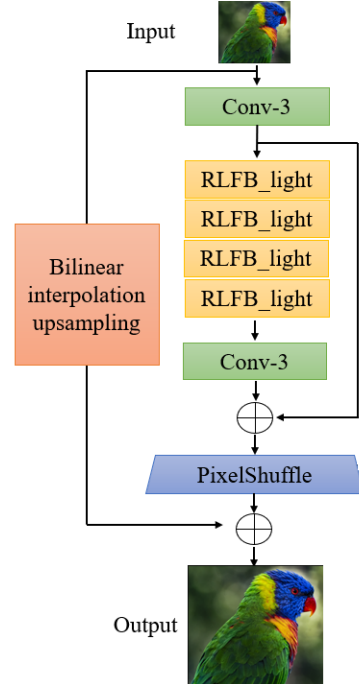 Input
Conv-3
RLFB_light
RLFB_light
RLFB_light
RLFB_light
Bilinear
interpolation
upsampling
Conv-3
PixelShuffle
Output